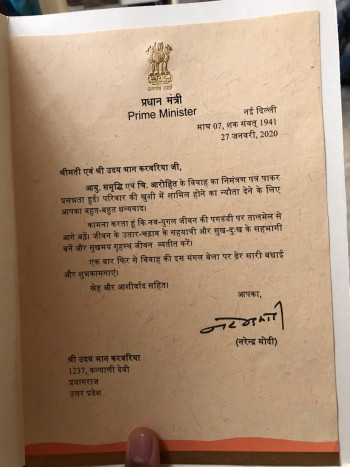 प्रधान मंत्री
Prime Minister
नई दिल्ली
माघ 07, शक संवत् 1941
27 जनवरी, 2020
श्रीमती एवं श्री उदय भान करवरिया जी,
आयु. समृद्धि एवं चि. आरोहित के विवाह का निमंत्रण पत्र पाकर
प्रसन्नता हुई। परिवार की खुशी में शामिल होने का न्यौता देने के लिए
आपका बहुत-बहुत धन्यवाद।
कामना करता हूं कि नव-युगल जीवन की पगडंडी पर तालमेल से
आगे बढ़ें। जीवन के उतार-चढ़ाव के सहयात्री और सुख-दुःख के सहभागी
बनें और सुखमय गृहस्थ जीवन व्यतीत करें।
एक बार फिर से विवाह की इस मंगल बेला पर ढेर सारी बधाई
और शुभकामनाएं।
स्नेह और आशीर्वाद सहित।
आपका,
(नरेन्द्र मोदी)
श्री उदय भान करवरिया
1237, कल्याणी देवी
प्रयागराज
उत्तर प्रदेश